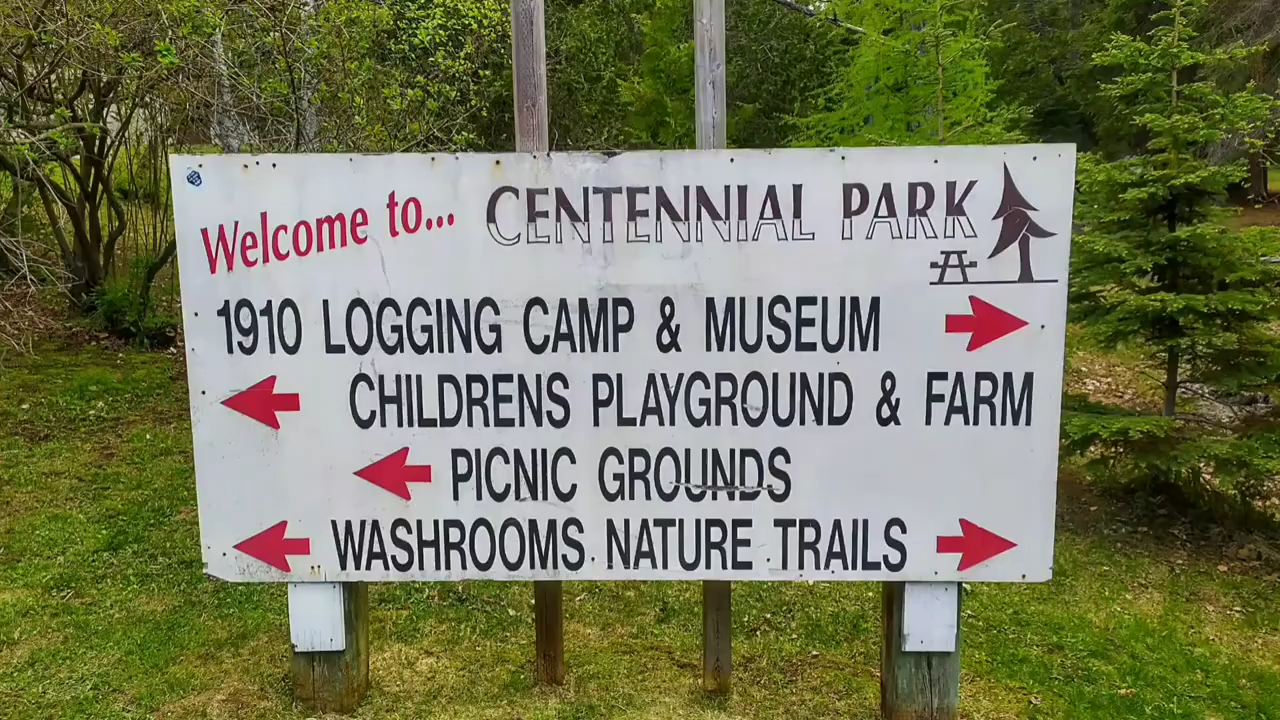 Welcome to... CENTENNIAL PARK
1910 LOGGING CAMP & MUSEUM
CHILDRENS PLAYGROUND & FARM
PICNIC GROUNDS
WASHROOMS NATURE TRAILS